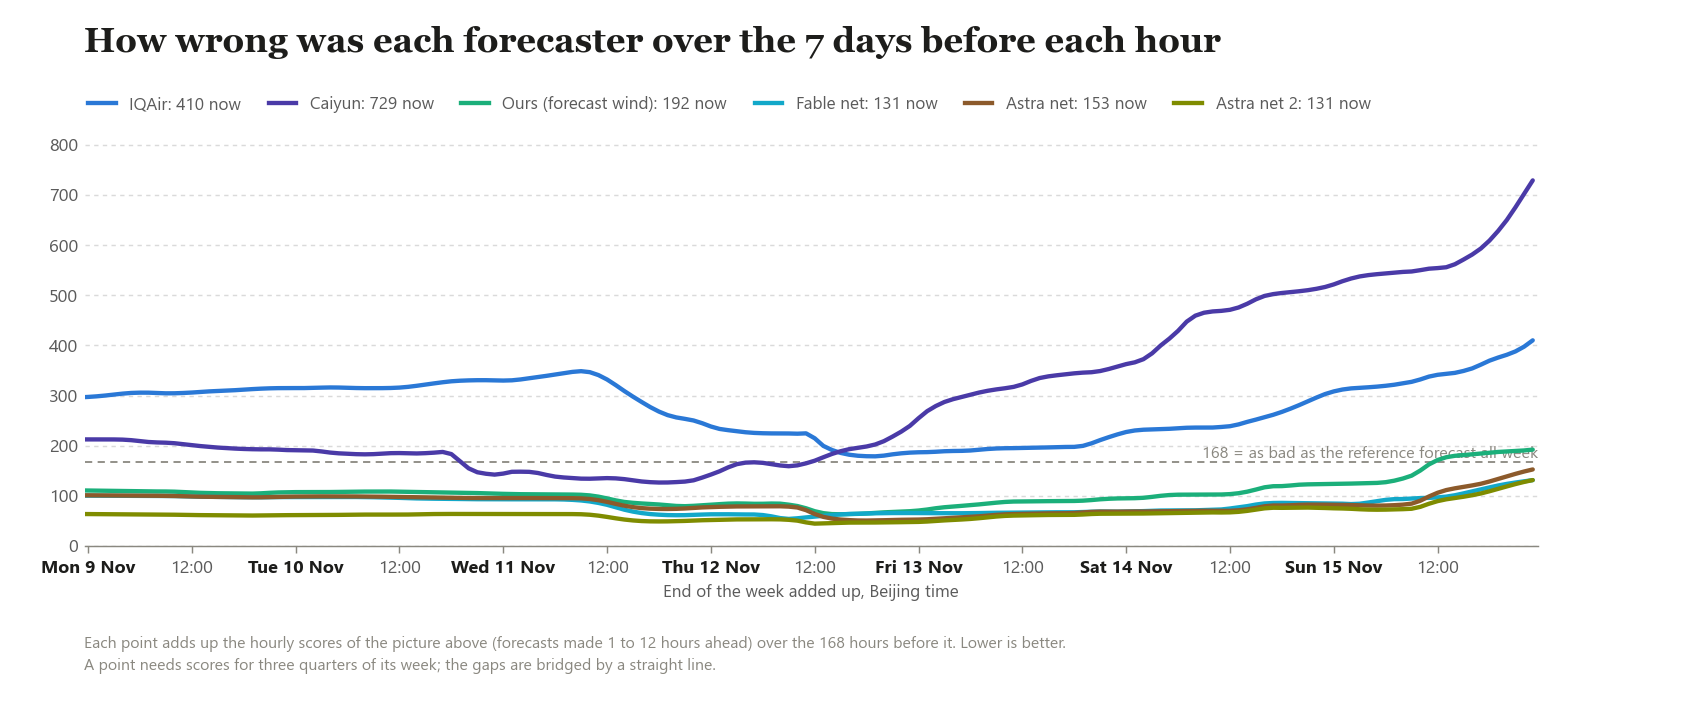 How wrong was each forecaster over the 7 days before each hour
IQAir: 410 now Caiyun: 729 now Ours (forecast wind): 192 now Fable net: 131 now Astra net: 153 now Astra net 2: 131 now
800
700
600
500
400
300
200
168 = as bad as the reference forecast all week
100
0
Mon 9 Nov 12:00 Tue 10 Nov 12:00 Wed 11 Nov 12:00 Thu 12 Nov 12:00 Fri 13 Nov 12:00 Sat 14 Nov 12:00 Sun 15 Nov 12:00
End of the week added up, Beijing time
Each point adds up the hourly scores of the picture above (forecasts made 1 to 12 hours ahead) over the 168 hours before it. Lower is better.
A point needs scores for three quarters of its week; the gaps are bridged by a straight line.